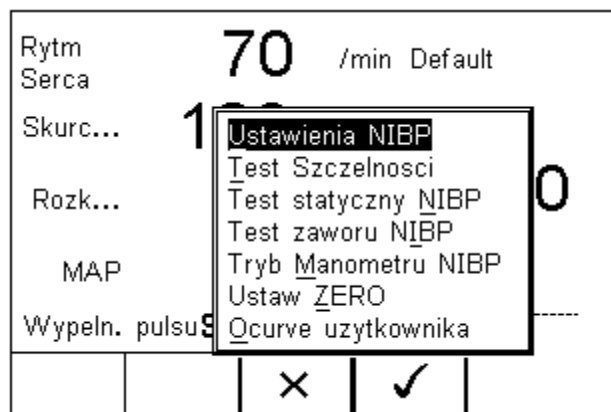 Rytm
Serca
70 /min Default
Skurc...
Ustawienia NIBP
Test Szczelnosci
Test statyczny NIBP
Test zaworu NIBP
Tryb Manometru NIBP
Ustaw ZERO
Ocurve uzytkownika
Rozk...
MAP
Wypeln. pulsu